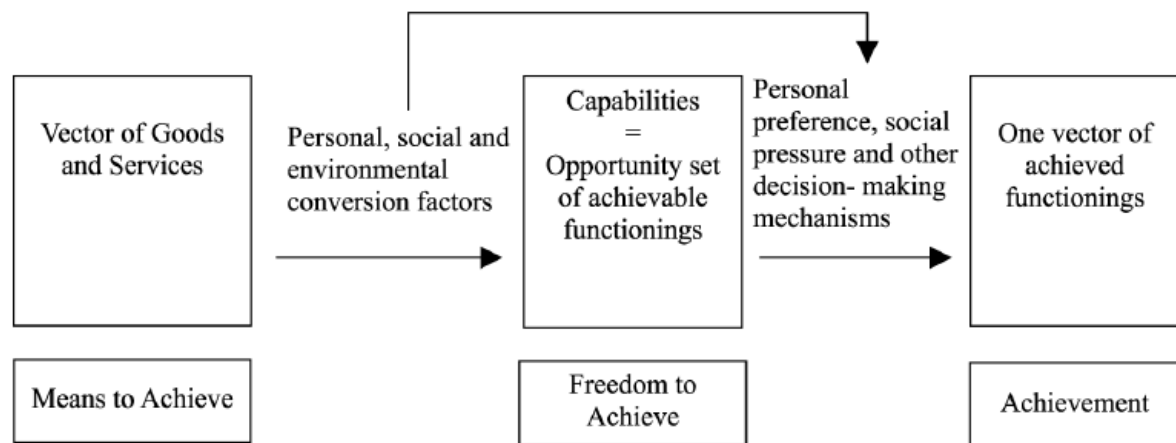 Vector of Goods
and Services
Personal, social and
environmental
conversion factors
Capabilities
=
Opportunity set
of achievable
functionings
Personal
preference, social
pressure and other
decision- making
mechanisms
One vector of
achieved
functionings
Means to Achieve
Freedom to
Achieve
Achievement